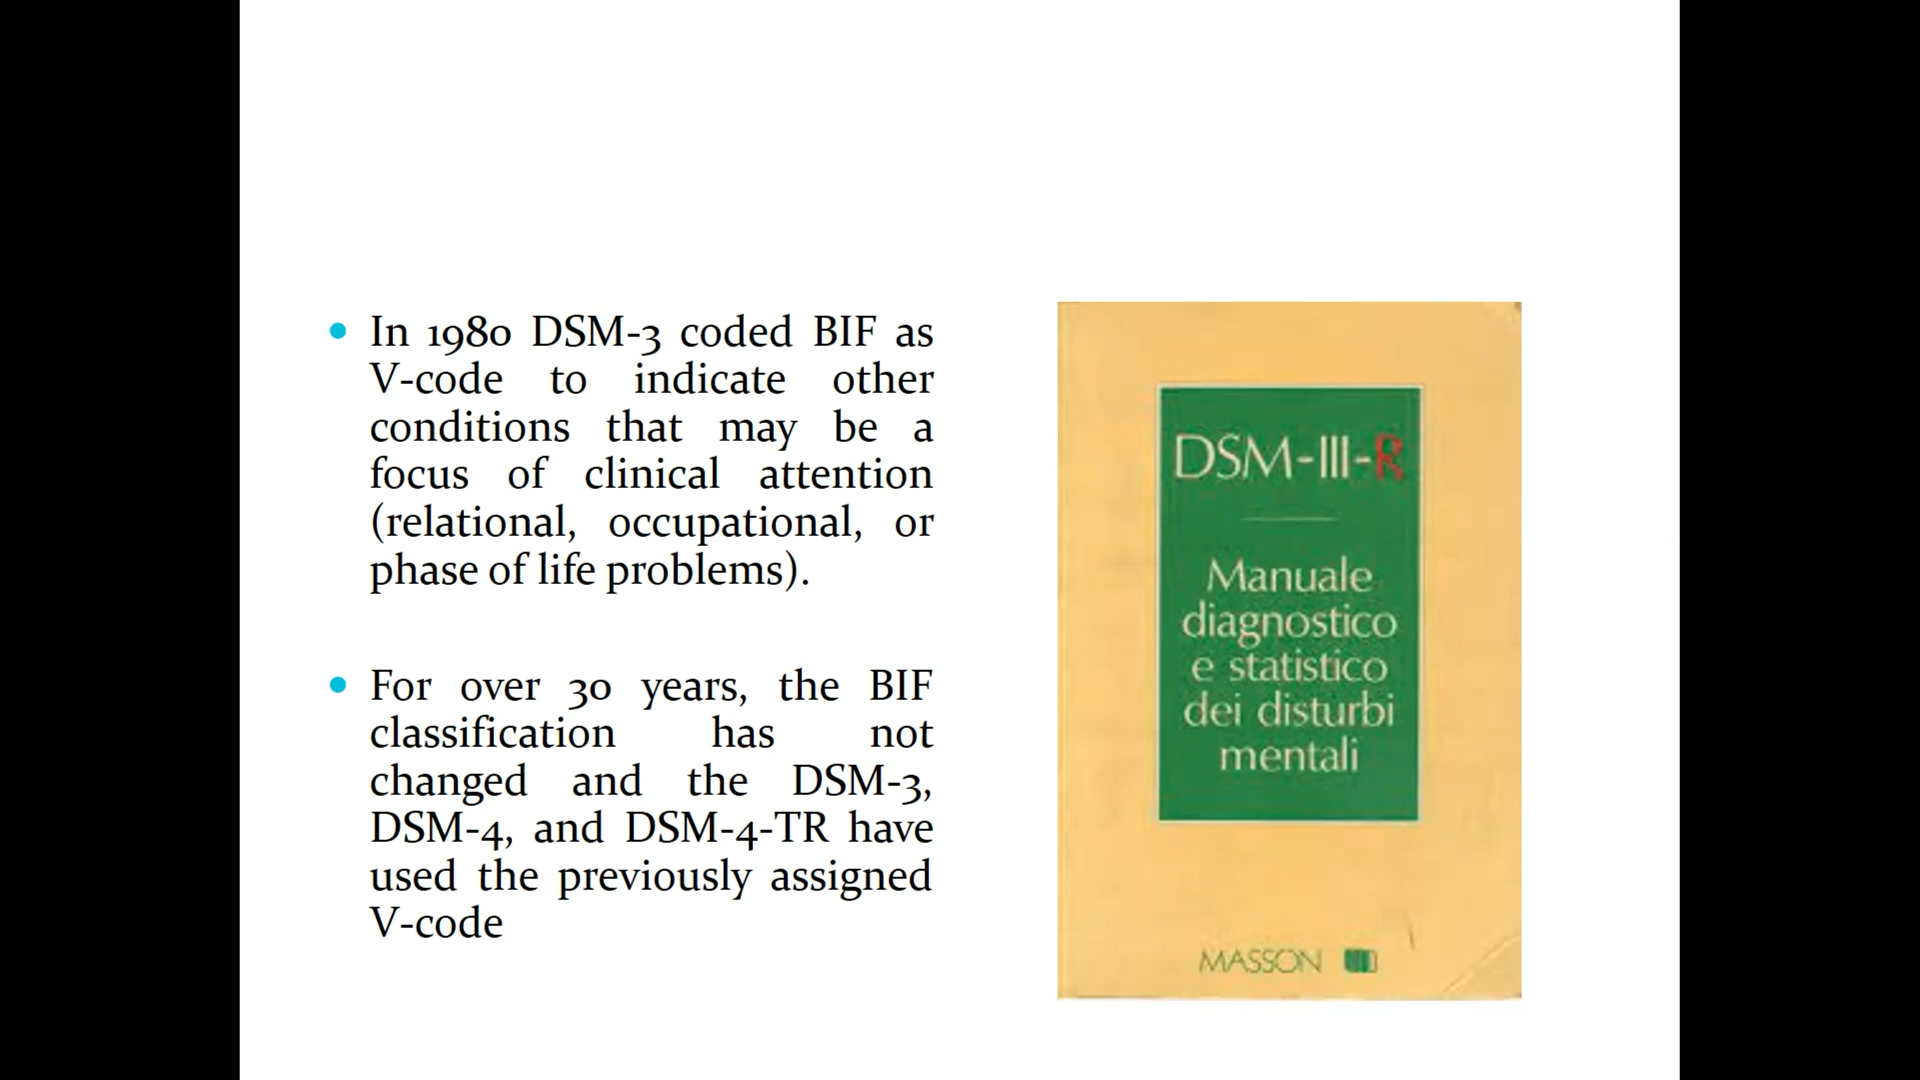 In 1980 DSM-3 coded BIF as
V-code to indicate other
conditions that may be a
focus of clinical attention
(relational, occupational, or
phase of life problems).
For over 30 years, the BIF
classification has not
changed and the DSM-3,
DSM-4, and DSM-4-TR have
used the previously assigned
V-code
DSM-III-R
Manuale
diagnostico
e statistico
dei disturbi
mentali
MASSON